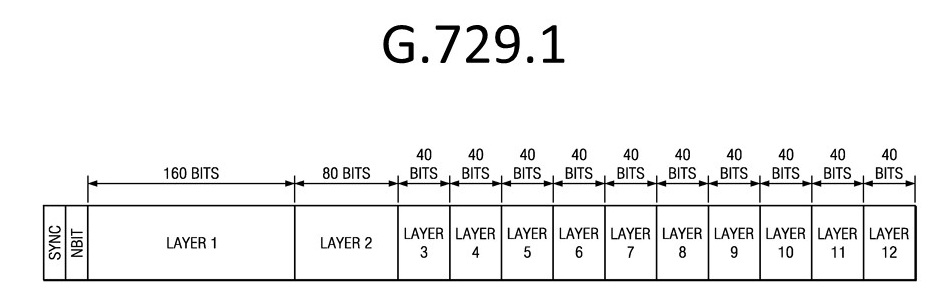 G.729.1
160 BITS
80 BITS
40 BITS
40 BITS
40 BITS
40 BITS
40 BITS
40 BITS
40 BITS
40 BITS
40 BITS
40 BITS
SYNC
NBIT
LAYER 1
LAYER 2
LAYER 3
LAYER 4
LAYER 5
LAYER 6
LAYER 7
LAYER 8
LAYER 9
LAYER 10
LAYER 11
LAYER 12